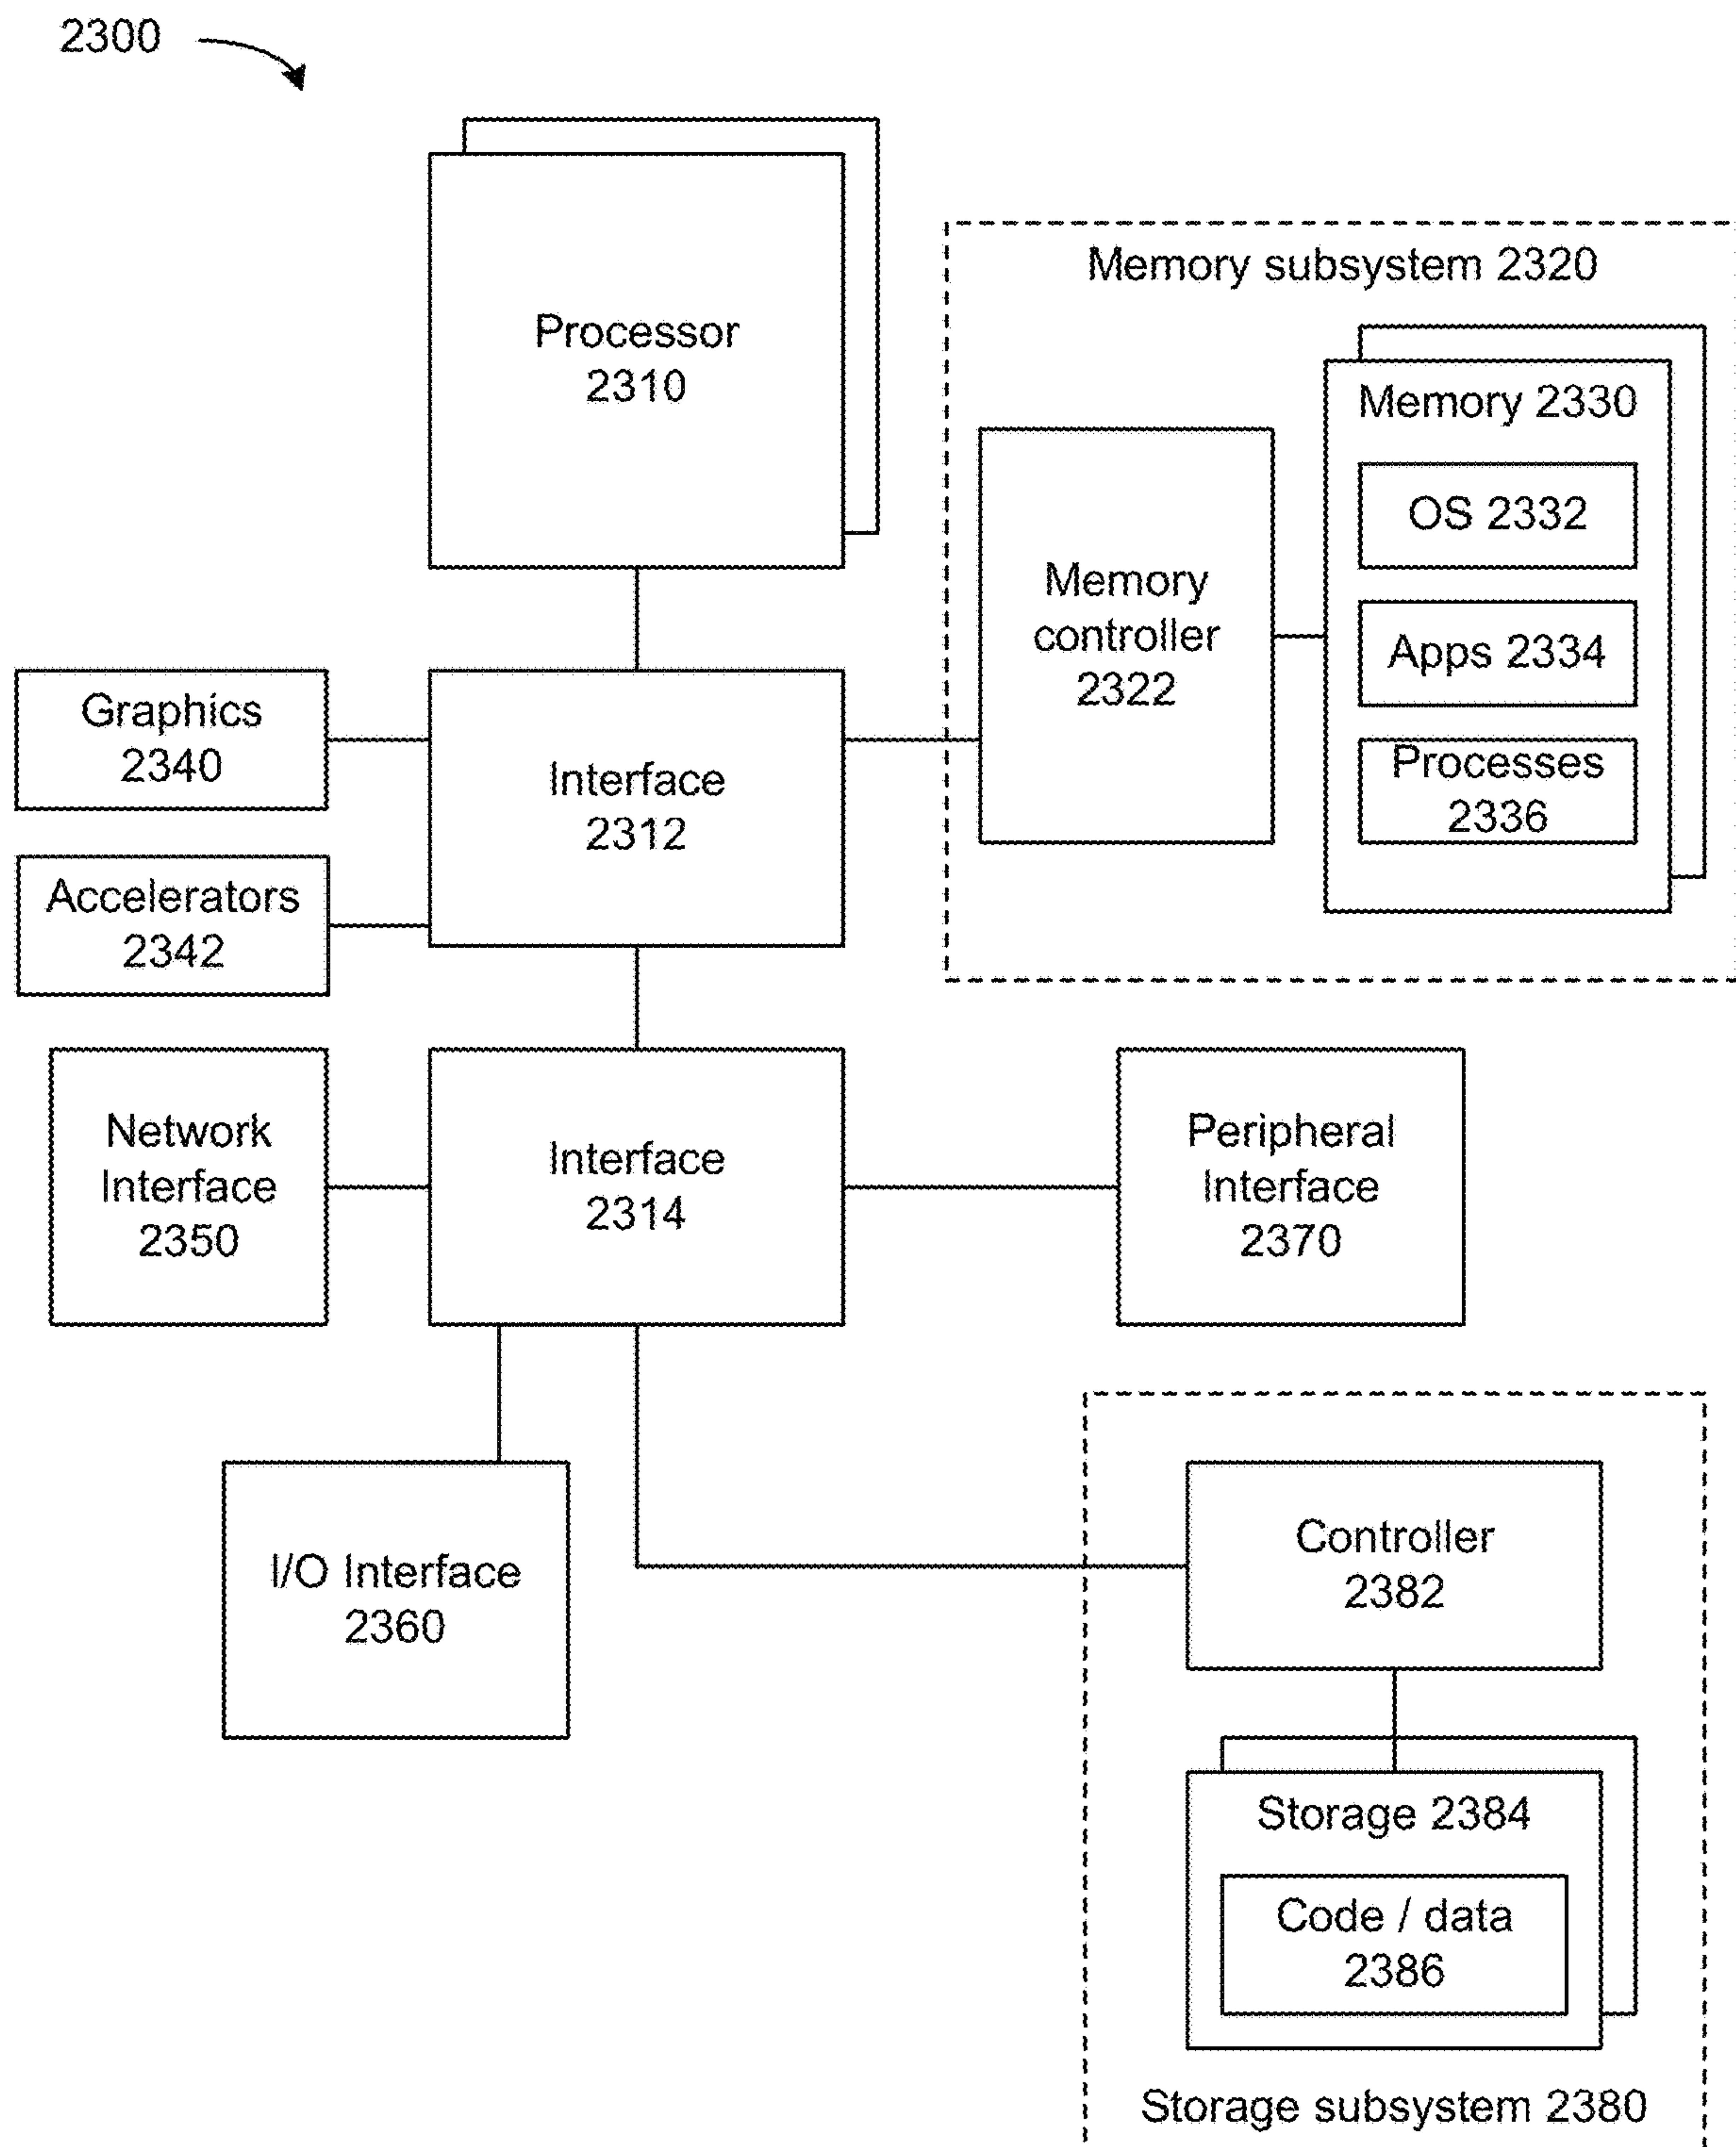 2300
Processor
2310
Memory subsystem 2320
Memory 2330
OS 2332
Memory
controller
2322
Apps 2334
Processes
2336
Graphics
2340
Interface
2312
Accelerators
2342
Network
Interface
2350
Interface
2314
Peripheral
Interface
2370
I/O Interface
2360
Controller
2382
Storage 2384
Code / data
2386
Storage subsystem 2380